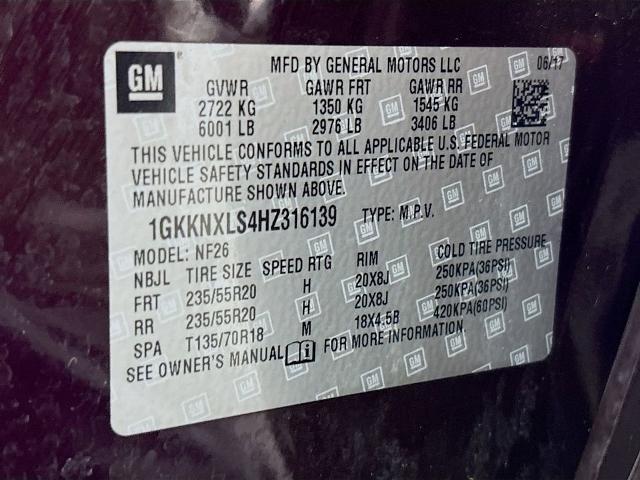 GM
MFD BY GENERAL MOTORS LLC 06/17
GVWR GAWR FRT GAWR RR
2722 KG 1350 KG 1545 KG
6001 LB 2976 LB 3406 LB
THIS VEHICLE CONFORMS TO ALL APPLICABLE U.S. FEDERAL MOTOR
VEHICLE SAFETY STANDARDS IN EFFECT ON THE DATE OF
MANUFACTURE SHOWN ABOVE.
1GKKNXLS4HZ316139 TYPE: M.P.V.
MODEL: NF26
NBJL TIRE SIZE SPEED RTG RIM COLD TIRE PRESSURE
FRT 235/55R20 H 20X8J 250KPA(36PSI)
RR 235/55R20 H 20X8J 250KPA(36PSI)
SPA T135/70R18 M 18X4.5B 420KPA(60PSI)
SEE OWNER'S MANUAL FOR MORE INFORMATION.